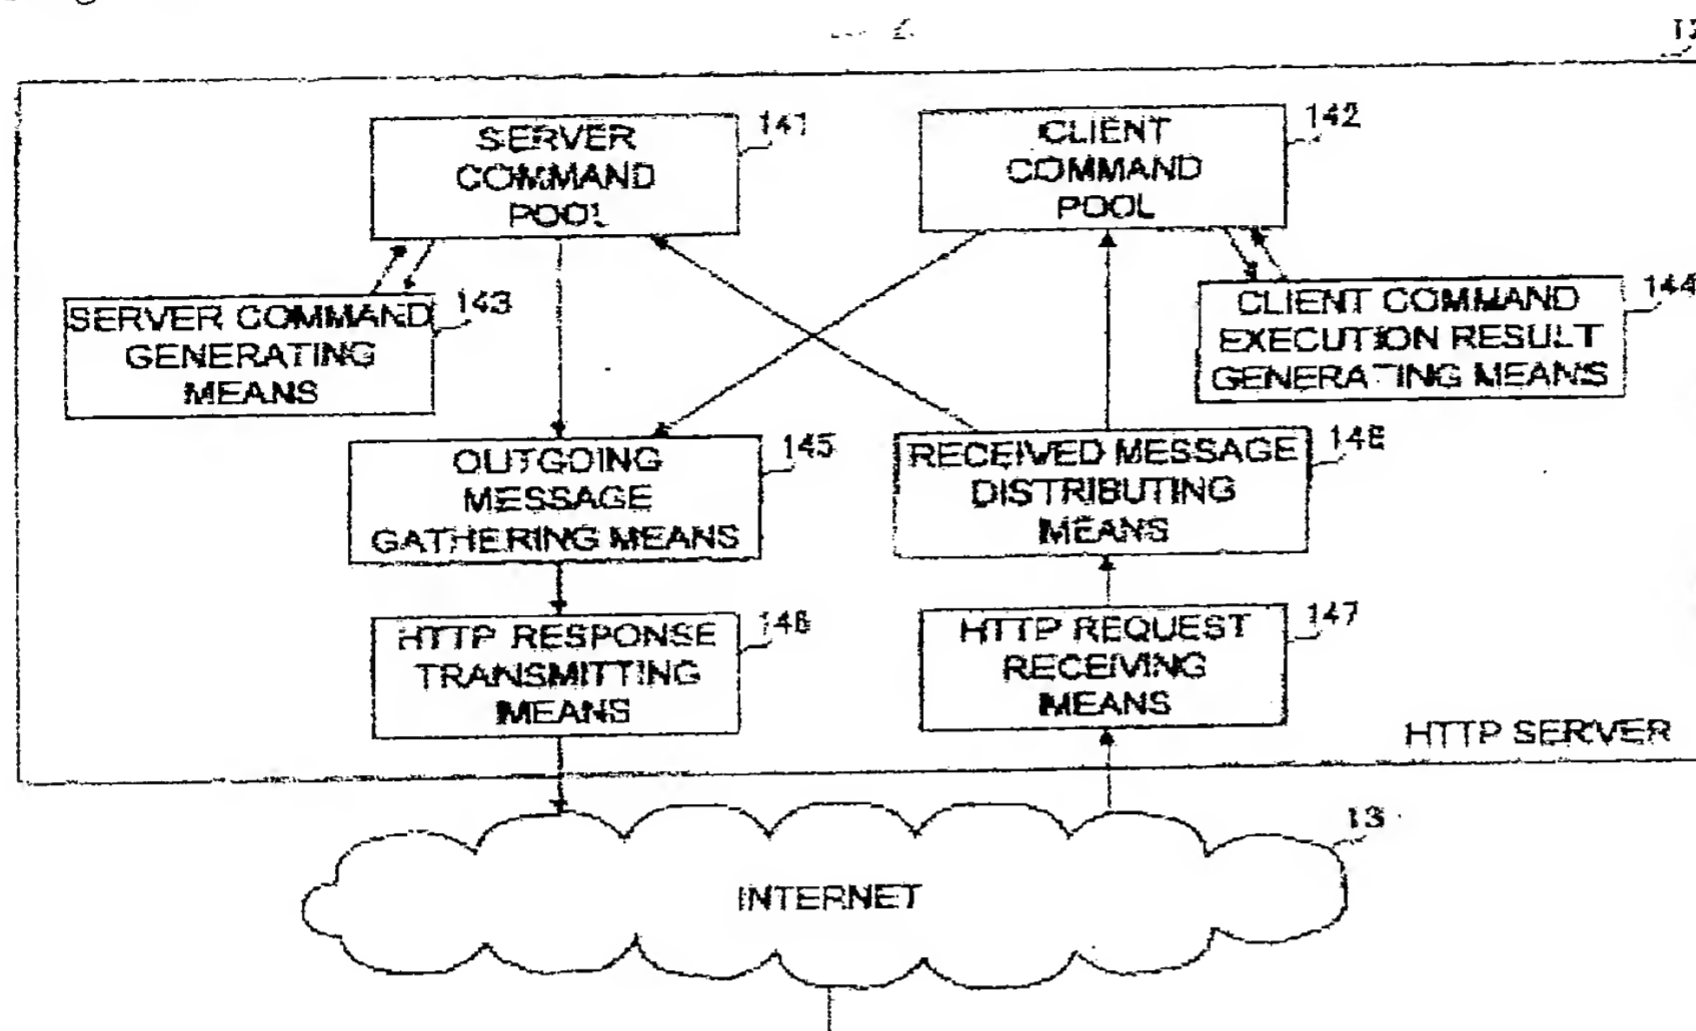 SERVER
COMMAND
POOL
141
CLIENT
COMMAND
POOL
142
SERVER COMMAND
GENERATING
MEANS
143
CLIENT COMMAND
EXECUTION RESULT
GENERATING MEANS
144
OUTGOING
MESSAGE
GATHERING MEANS
145
RECEIVED MESSAGE
DISTRIBUTING
MEANS
HTTP RESPONSE
TRANSMITTING
MEANS
HTTP REQUEST
RECEIVING
MEANS
147
HTTP SERVER
13
INTERNET